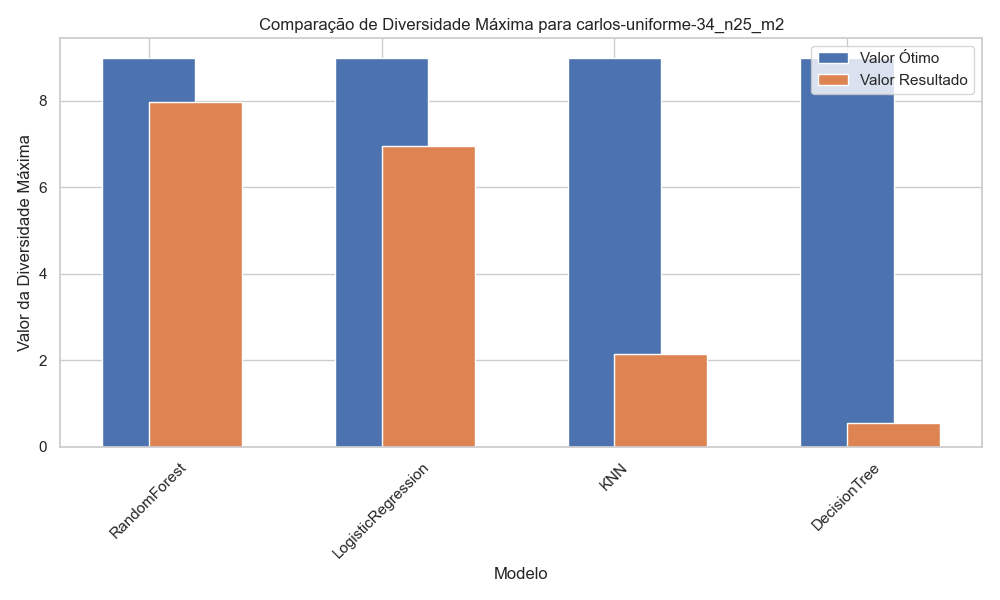 Comparação de Diversidade Máxima para carlos-uniforme-34_n25_m2
Valor Ótimo
Valor Resultado
Valor da Diversidade Máxima
8
6
4
2
0
RandomForest
LogisticRegression
KNN
DecisionTree
Modelo